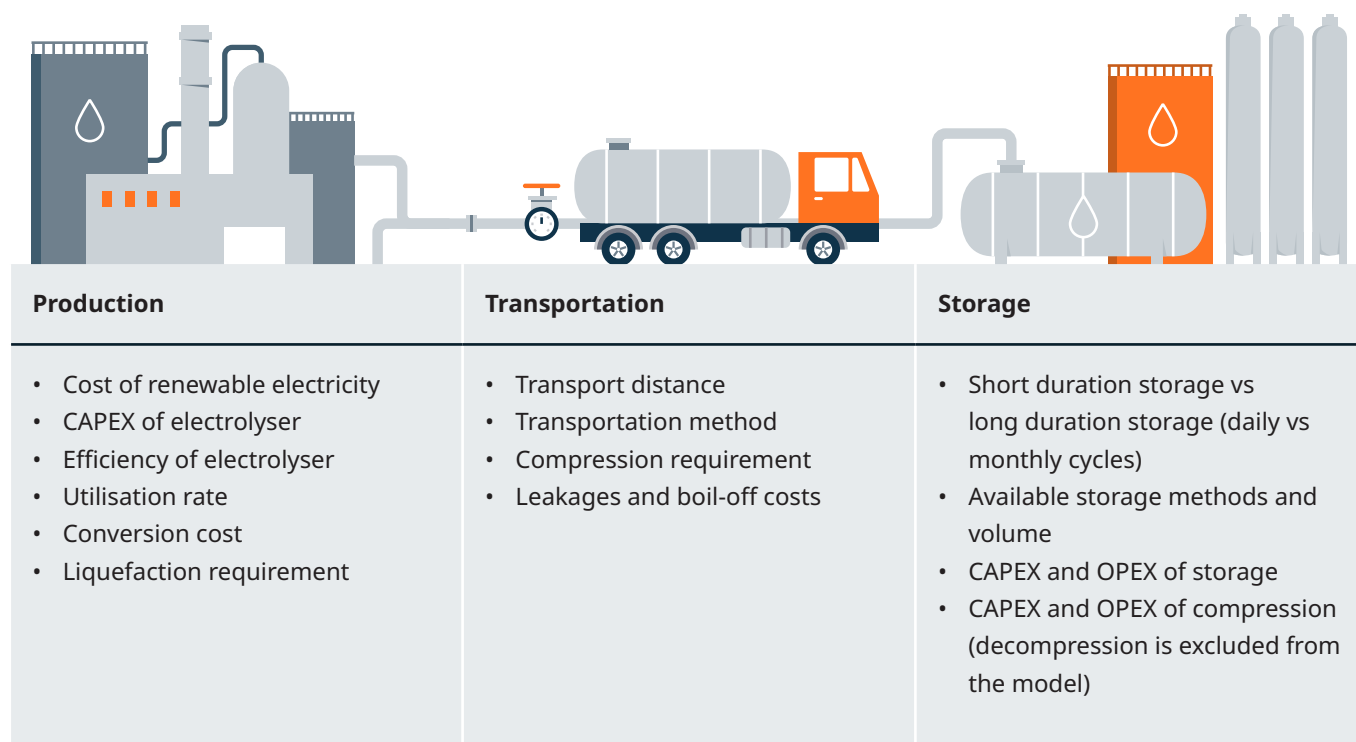 Production
• Cost of renewable electricity
• CAPEX of electrolyser
• Efficiency of electrolyser
• Utilisation rate
• Conversion cost
• Liquefaction requirement
Transportation
• Transport distance
• Transportation method
• Compression requirement
• Leakages and boil-off costs
Storage
• Short duration storage vs
long duration storage (daily vs
monthly cycles)
• Available storage methods and
volume
• CAPEX and OPEX of storage
• CAPEX and OPEX of compression
(decompression is excluded from
the model)